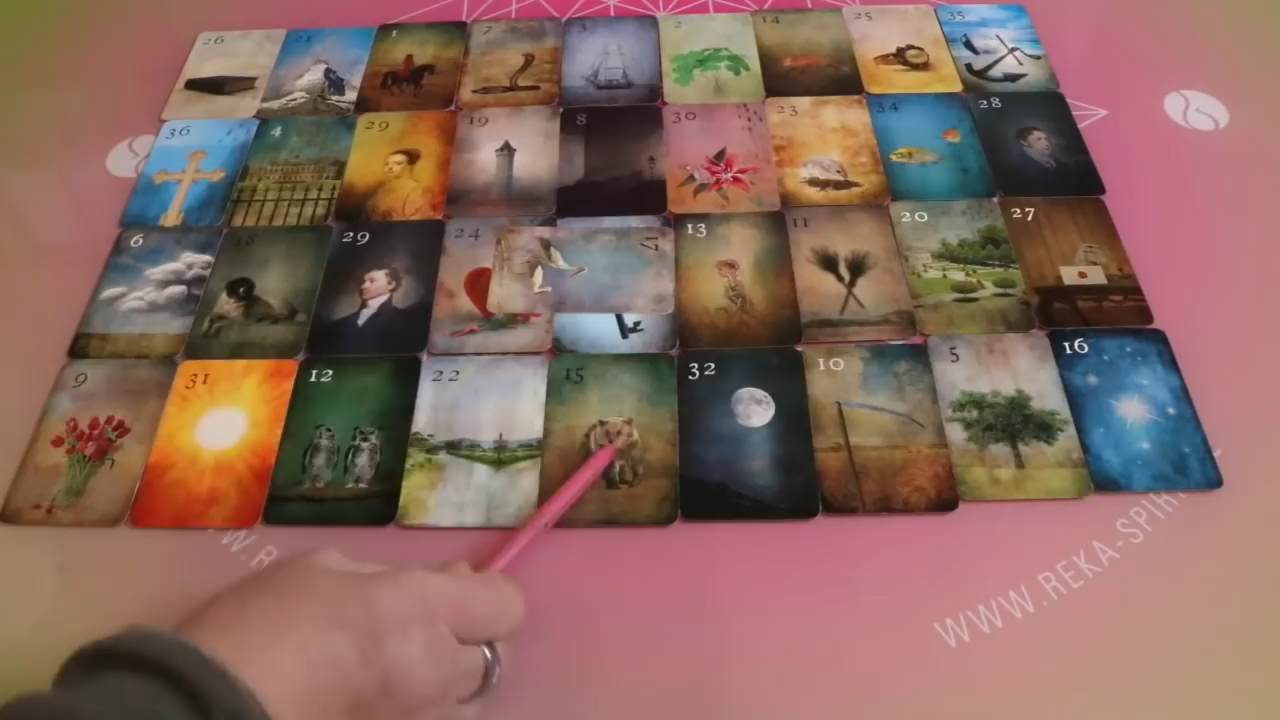 26 21 1 7 3 2 14 25 35
36 4 29 19 8 30 23 34 28
6 18 29 24 17 13 11 20 27
9 31 12 22 15 32 10 5 16
WWW.REKA-SPIRI
W.R